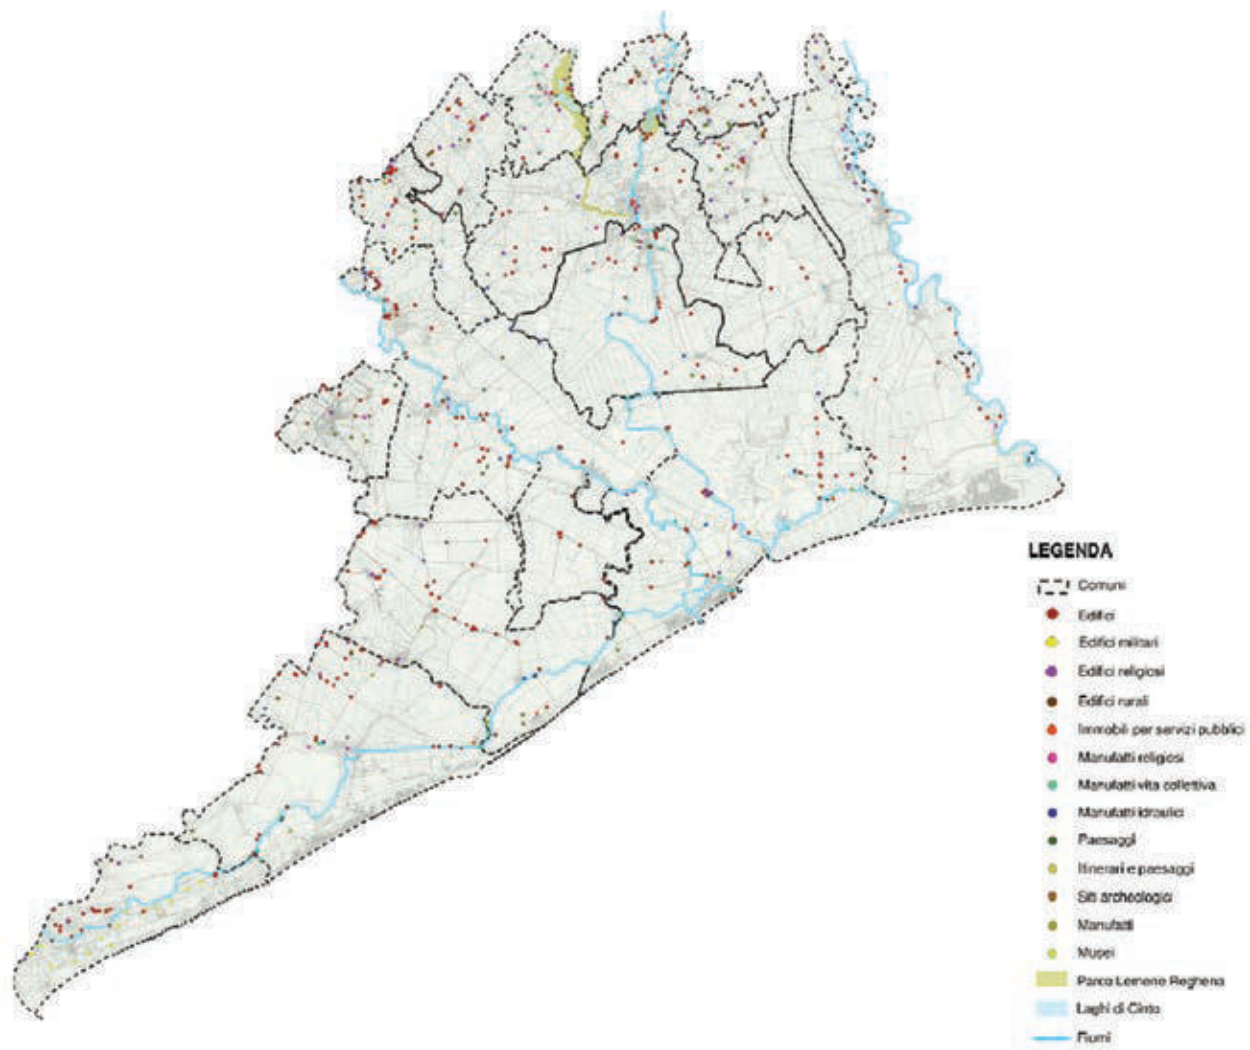 LEGENDA
Comuni
Edifici
Edifici militari
Edifici religiosi
Edifici rurali
Immobili per servizi pubblici
Manufatti religiosi
Manufatti vita collettiva
Manufatti idraulici
Paesaggi
Itinerari e paesaggi
Siti archeologici
Manufatti
Musei
Parco Lemene Reghena
Laghi di Cinto
Fiumi